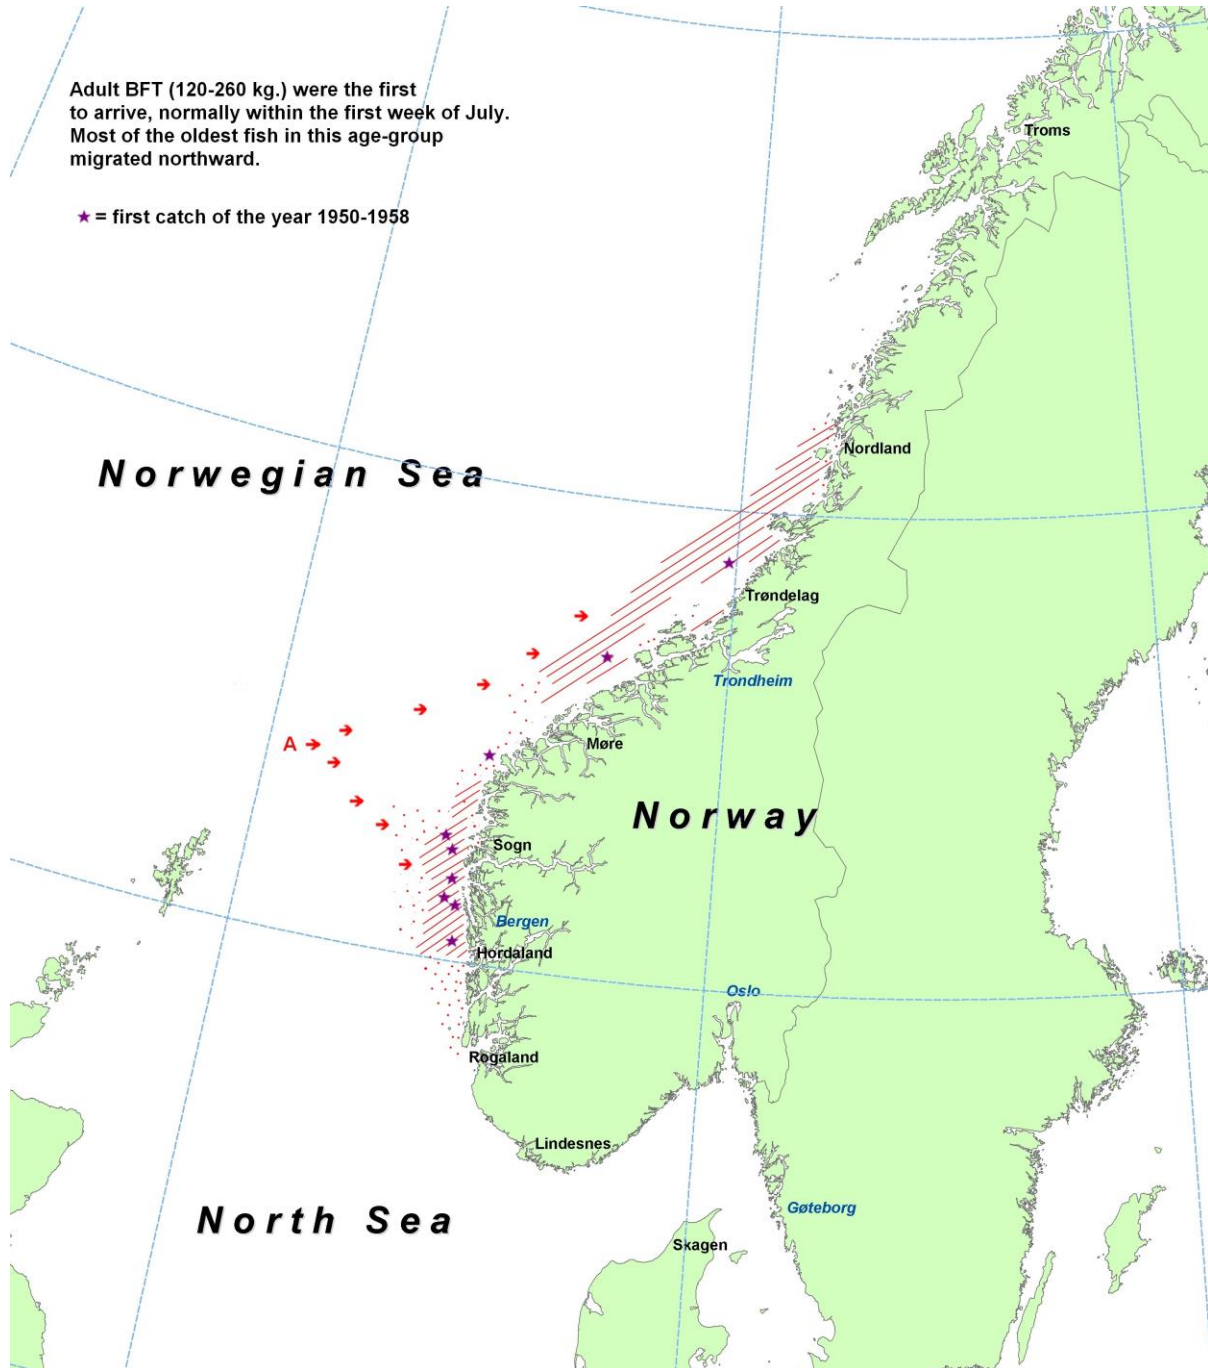 Adult BFT (120-260 kg.) were the first
to arrive, normally within the first week of July.
Most of the oldest fish in this age-group
migrated northward.
★ = first catch of the year 1950-1958
Troms
Nordland
Norwegian Sea
Trøndelag
Trondheim
A
Møre
Norway
Sogn
Bergen
Hordaland
Oslo
Rogaland
Lindesnes
Gøteborg
North Sea
Skagen